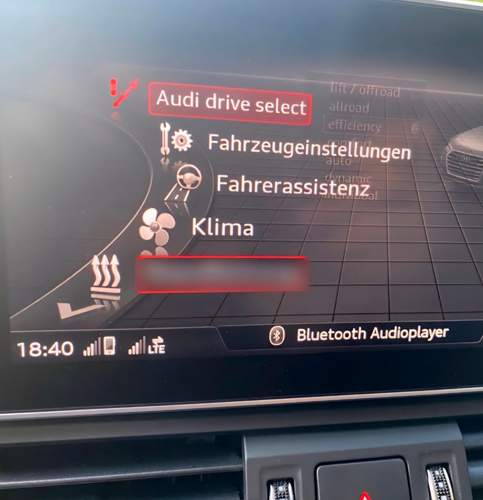 Audi drive select
lift / offroad
allroad
efficiency
Fahrzeugeinstellungen
auto
Fahrerassistenz
dynamic
individual
Klima
18:40
LTE
Bluetooth Audioplayer